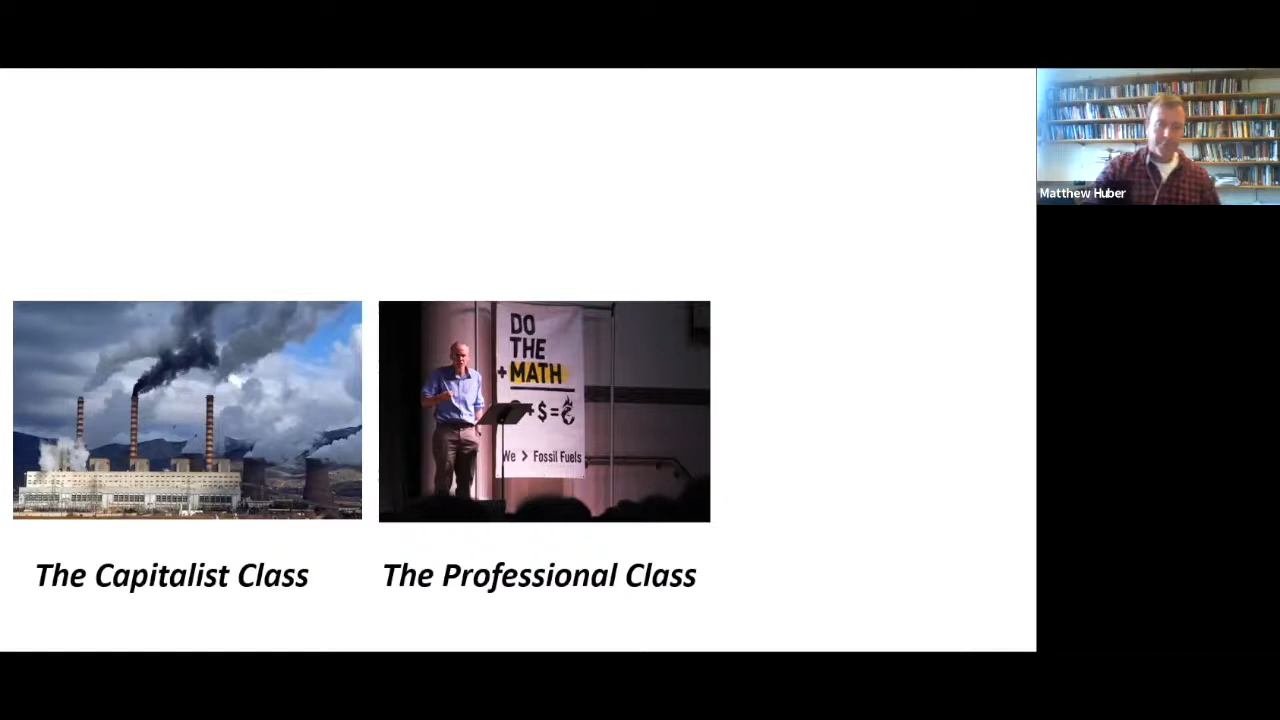 Matthew Huber
DO
THE
+ MATH
+ $ =
We > Fossil Fuels
The Capitalist Class
The Professional Class